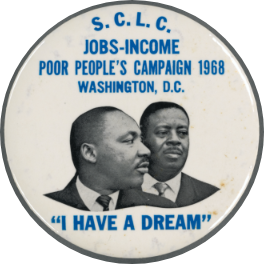 S.C.L.C.
JOBS-INCOME
POOR PEOPLE'S CAMPAIGN 1968
WASHINGTON, D.C.
"I HAVE A DREAM"